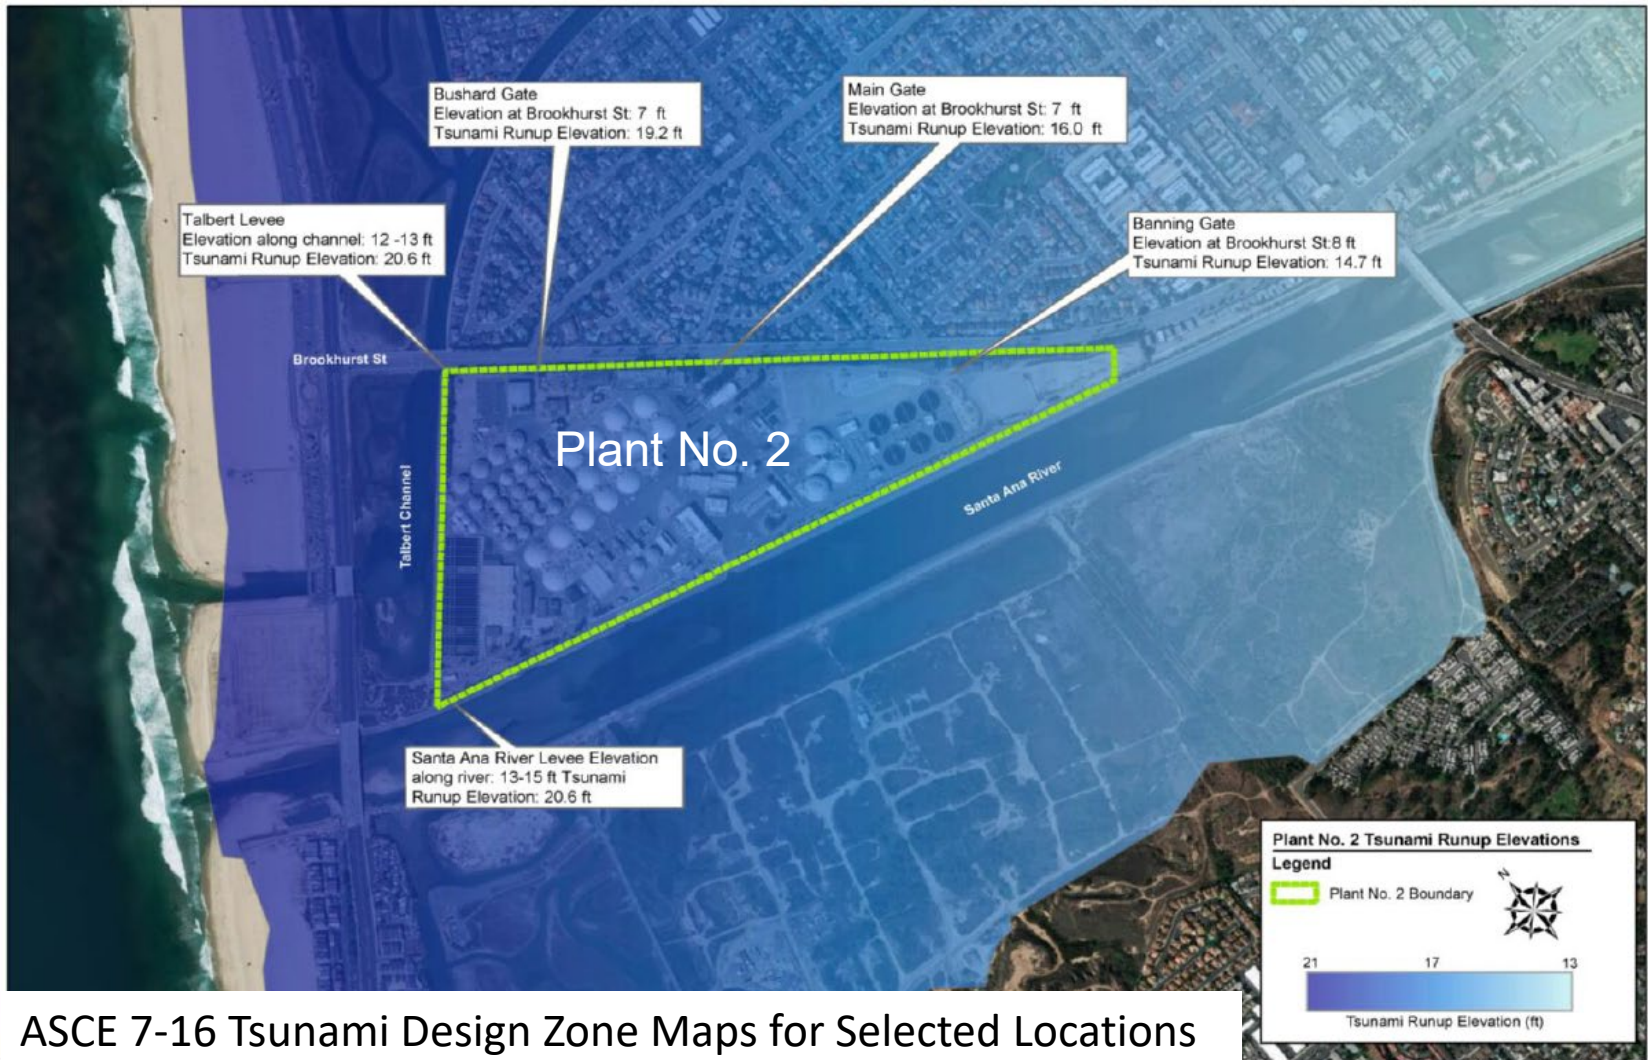 Bushard Gate
Elevation at Brookhurst St: 7 ft
Tsunami Runup Elevation: 19.2 ft
Main Gate
Elevation at Brookhurst St: 7 ft
Tsunami Runup Elevation: 16.0 ft
Talbert Levee
Elevation along channel: 12 -13 ft
Tsunami Runup Elevation: 20.6 ft
Banning Gate
Elevation at Brookhurst St:8 ft
Tsunami Runup Elevation: 14.7 ft
Brookhurst St
Plant No. 2
Talbert Channel
Santa Ana River
Santa Ana River Levee Elevation
along river: 13-15 ft Tsunami
Runup Elevation: 20.6 ft
Plant No. 2 Tsunami Runup Elevations
Legend
N
Plant No. 2 Boundary
21 17 13
Tsunami Runup Elevation (ft)
ASCE 7-16 Tsunami Design Zone Maps for Selected Locations